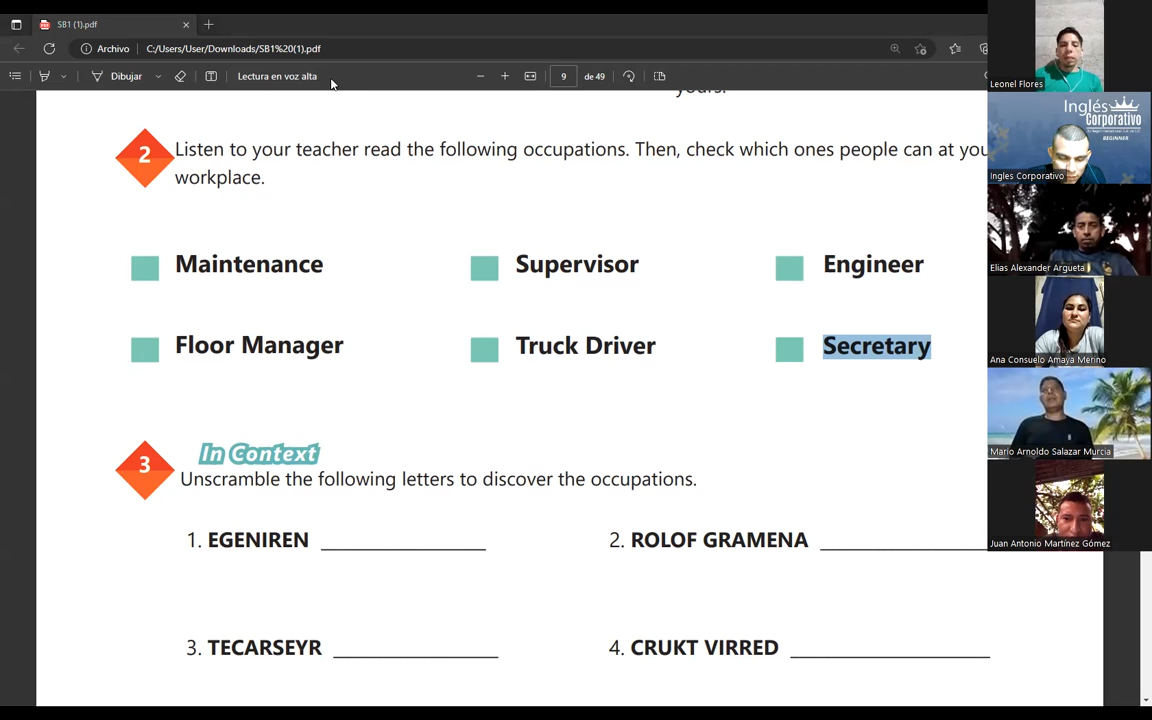 SB1 (1).pdf
Archivo C:/Users/User/Downloads/SB1%20(1).pdf
Dibujar Lectura en voz alta 9 de 49
yours.
2 Listen to your teacher read the following occupations. Then, check which ones people can at you
workplace.
Maintenance Supervisor Engineer
Floor Manager Truck Driver Secretary
In Context
3 Unscramble the following letters to discover the occupations.
1. EGENIREN 2. ROLOF GRAMENA
3. TECARSEYR 4. CRUKT VIRRED
Leonel Flores
Inglés
Corporativo
BEGINNER
Ingles Corporativo
Elias Alexander Argueta
Ana Consuelo Amaya Merino
Mario Arnoldo Salazar Murcia
Juan Antonio Martínez Gómez